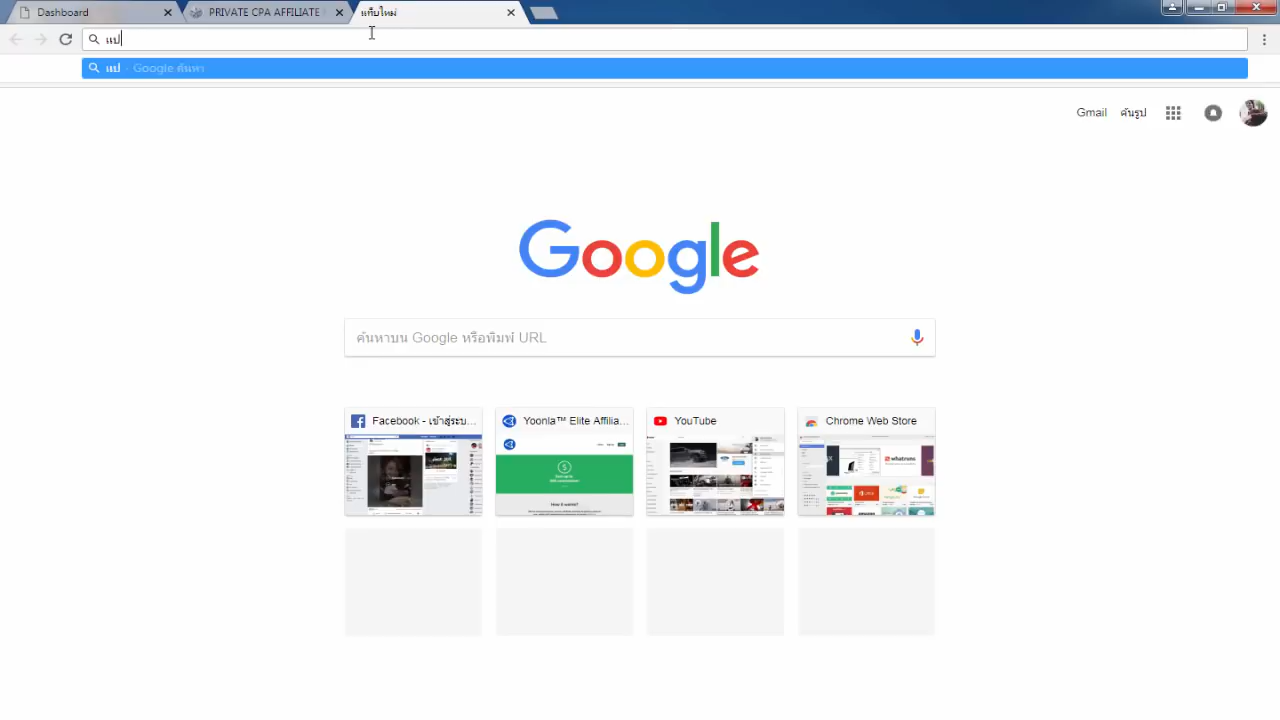 Dashboard
PRIVATE CPA AFFILIATE
แท็บใหม่
แป
แป - Google ค้นหา
Gmail
ค้นรูป
Google
ค้นหาบน Google หรือพิมพ์ URL
Facebook - เข้าสู่ระบ...
Yoonla™ Elite Affilia...
YouTube
Chrome Web Store